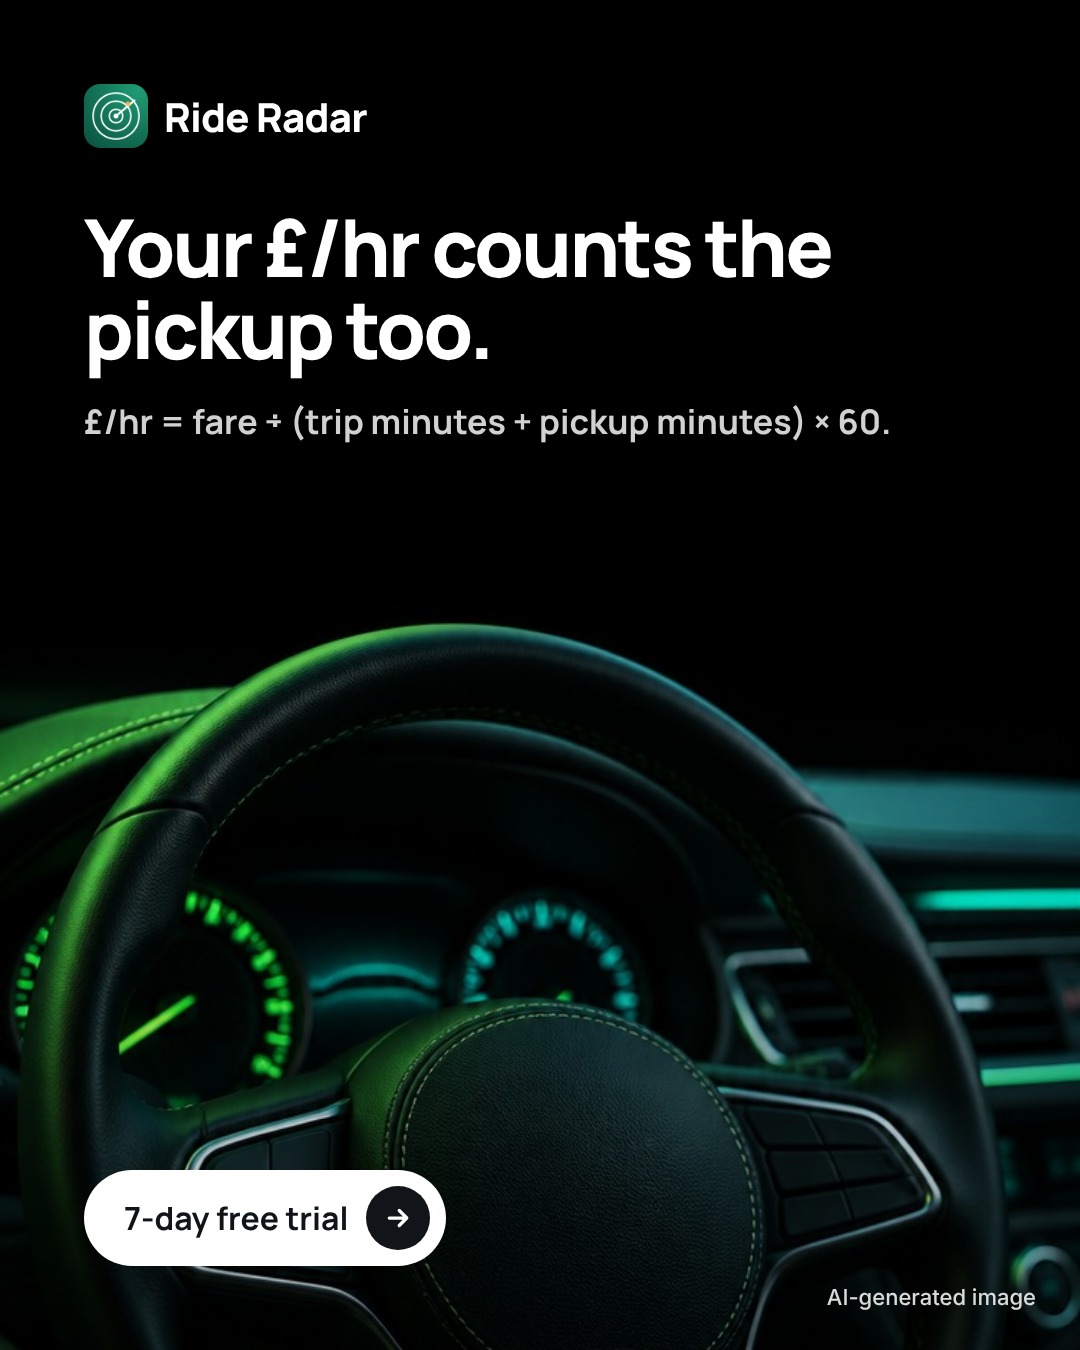 Ride Radar
Your £/hr counts the
pickup too.
£/hr = fare ÷ (trip minutes + pickup minutes) × 60.
7-day free trial
AI-generated image